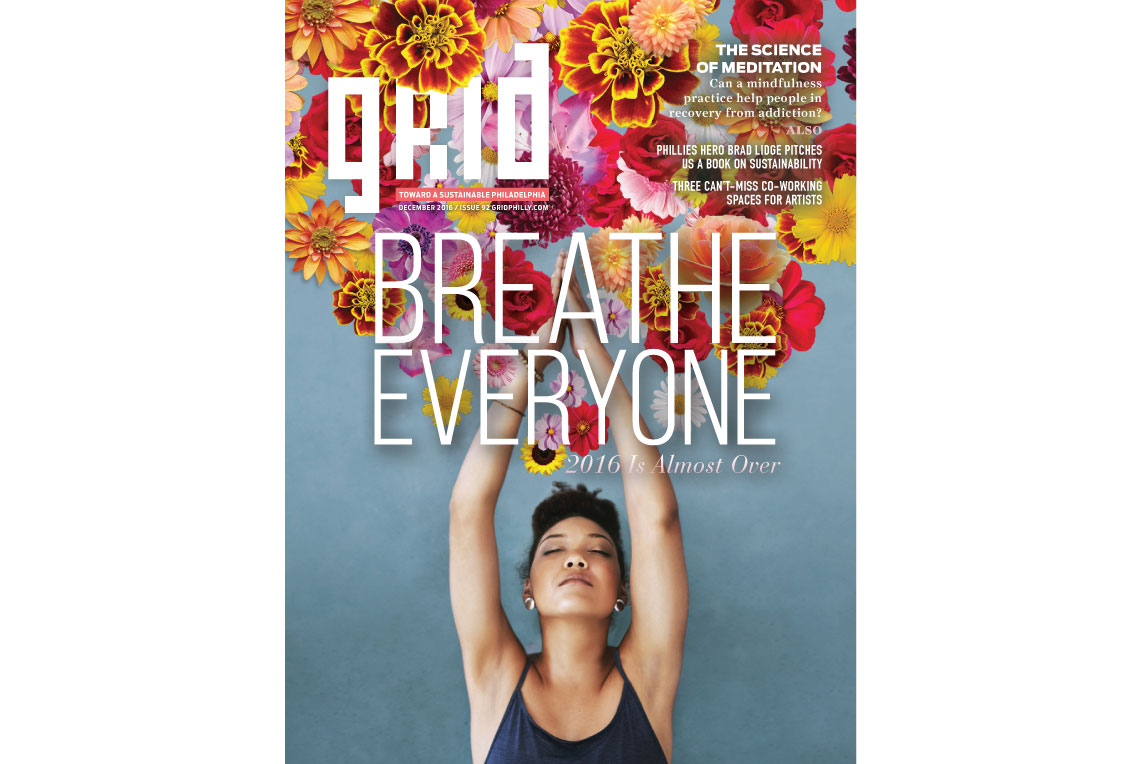 grid
TOWARD A SUSTAINABLE PHILADELPHIA
DECEMBER 2016 / ISSUE 92 GRIDPHILLY.COM
THE SCIENCE
OF MEDITATION
Can a mindfulness
practice help people in
recovery from addiction?
ALSO
PHILLIES HERO BRAD LIDGE PITCHES
US A BOOK ON SUSTAINABILITY
THREE CAN'T-MISS CO-WORKING
SPACES FOR ARTISTS
BREATHE
EVERYONE
2016 Is Almost Over